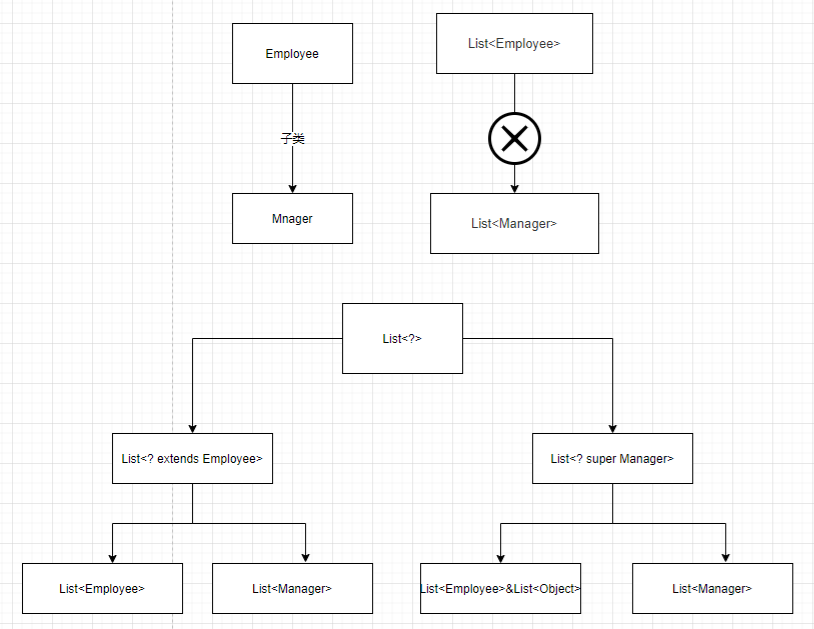 Employee
List<Employee>
子类
Mnager
List<Manager>
List<?>
List<? extends Employee>
List<? super Manager>
List<Employee>
List<Manager>
List<Employee>&List<Object>
List<Manager>